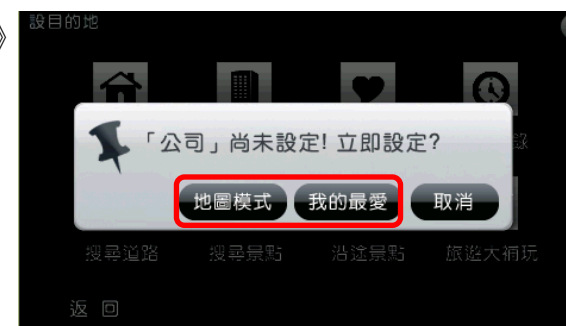 》
設目的地
「公司」尚未設定! 立即設定?
錄
地圖模式 我的最愛 取消
搜尋道路 搜尋景點 沿途景點 旅遊大補玩
返 回